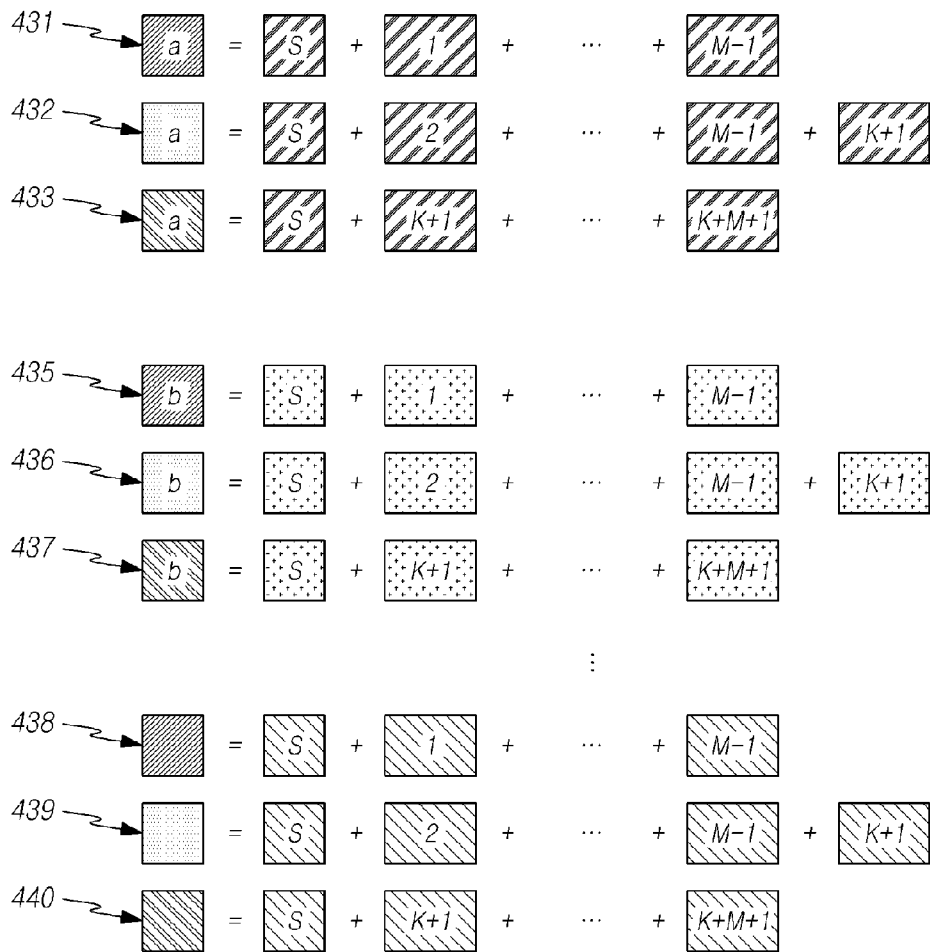 431 a = S + 1 + ... + M-1
432 a = S + 2 + ... + M-1 + K+1
433 a = S + K+1 + ... + K+M+1
435 b = S + 1 + ... + M-1
436 b = S + 2 + ... + M-1 + K+1
437 b = S + K+1 + ... + K+M+1
⋮
438 = S + 1 + ... + M-1
439 = S + 2 + ... + M-1 + K+1
440 = S + K+1 + ... + K+M+1